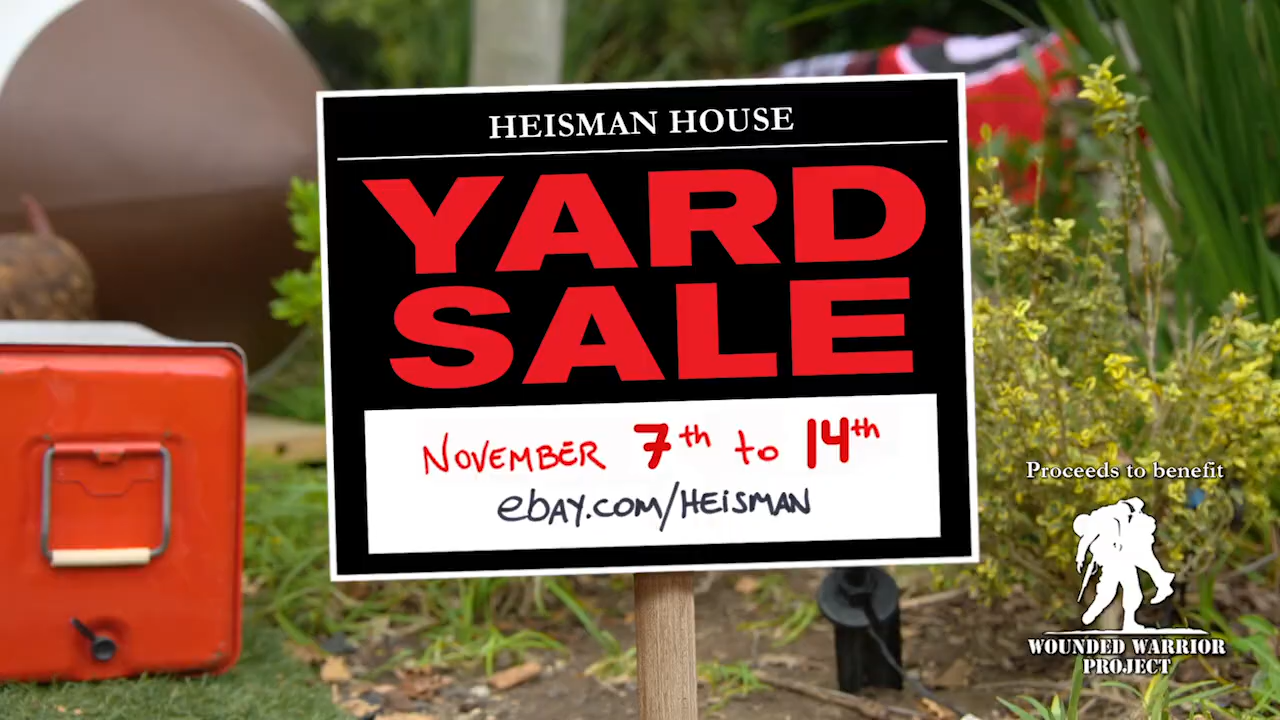 HEISMAN HOUSE
YARD
SALE
NOVEMBER 7th to 14th
ebay.com/HEISMAN
Proceeds to benefit
WOUNDED WARRIOR
PROJECT